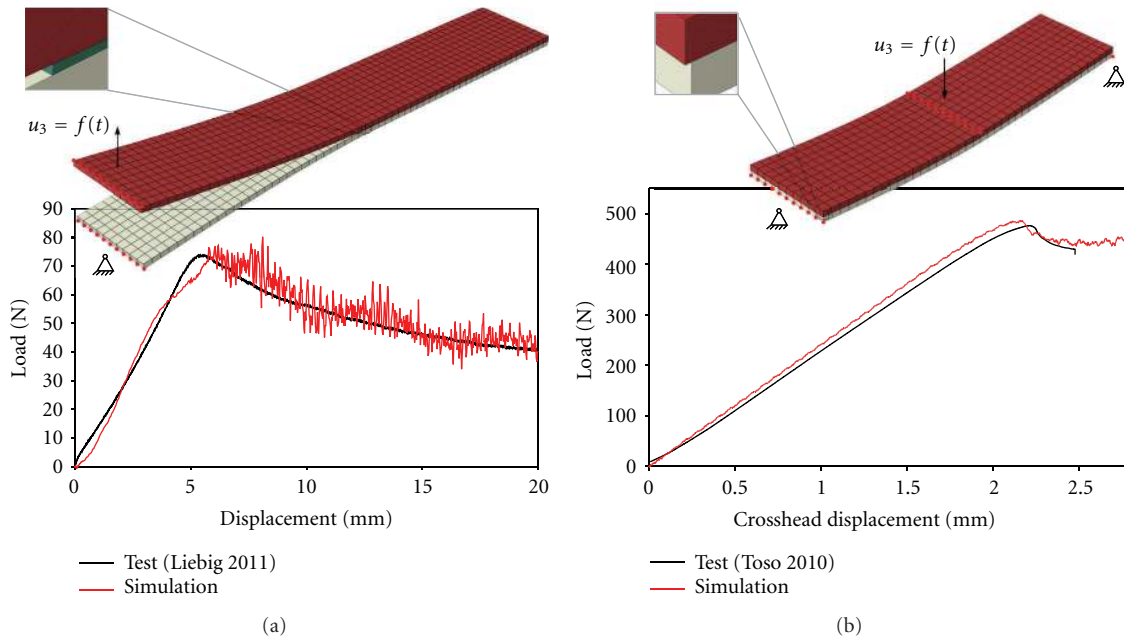 u₃ = f(t)
90
80
70
60
50
40
30
20
10
0
Load (N)
0
5
10
15
20
Displacement (mm)
Test (Liebig 2011)
Simulation
(a)
u₃ = f(t)
500
400
300
200
100
0
Load (N)
0
0.5
1
1.5
2
2.5
Crosshead displacement (mm)
Test (Toso 2010)
Simulation
(b)